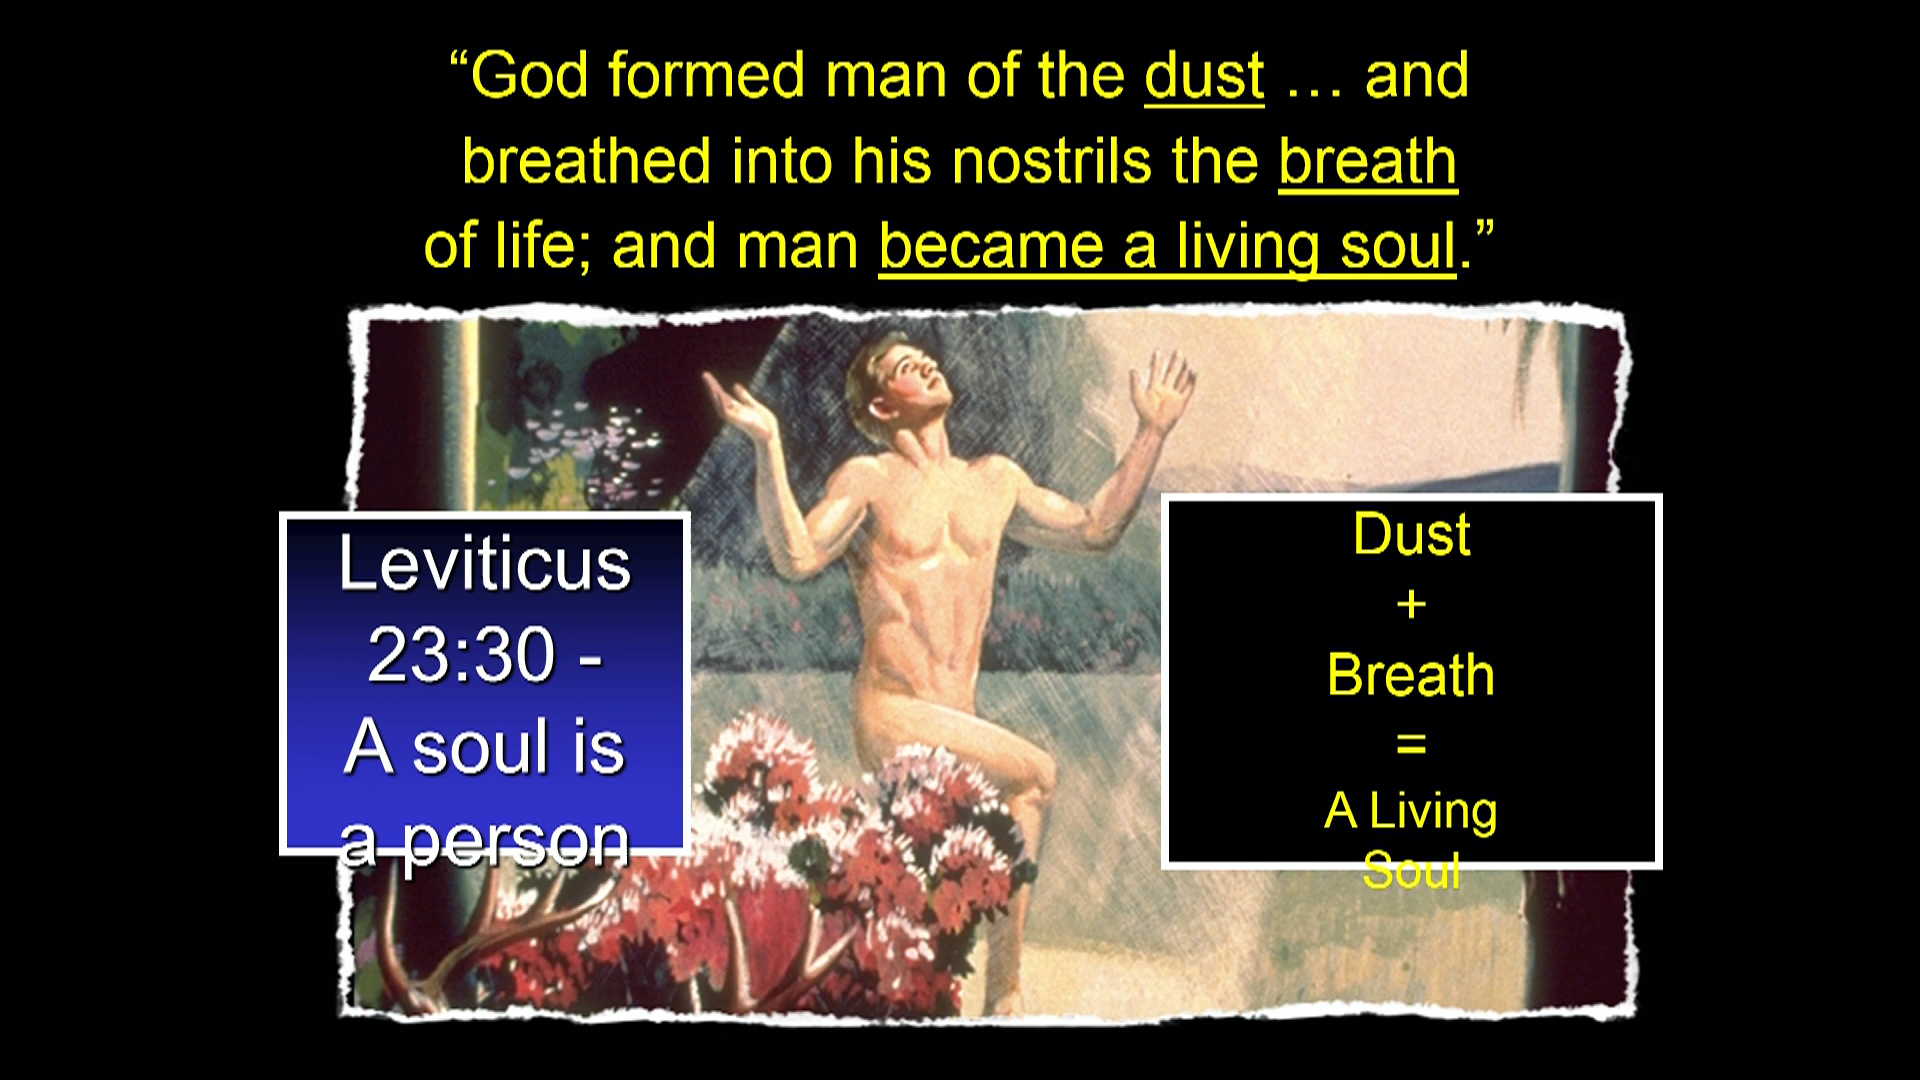 “God formed man of the dust … and
breathed into his nostrils the breath
of life; and man became a living soul.”
Leviticus
23:30 -
A soul is
a person
Dust
+
Breath
=
A Living
Soul